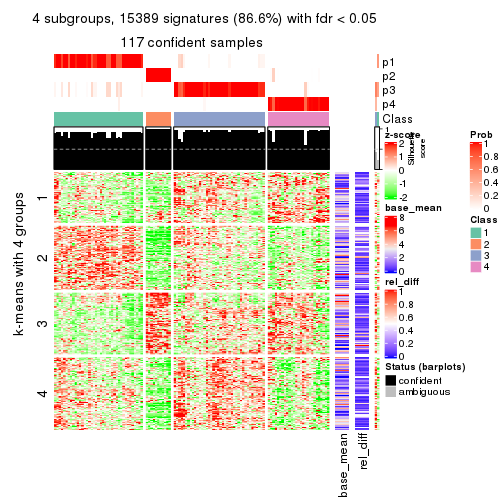 4 subgroups, 15389 signatures (86.6%) with fdr < 0.05
117 confident samples
p1
p2
p3
p4
Class
1
Silhouette
score
k-means with 4 groups
1
2
3
4
base_mean
rel_diff
z-score
2
1
0
-1
-2
base_mean
8
6
4
2
0
rel_diff
1
0.8
0.6
0.4
0.2
0
Status (barplots)
confident
ambiguous
Prob
1
0.8
0.6
0.4
0.2
0
Class
1
2
3
4